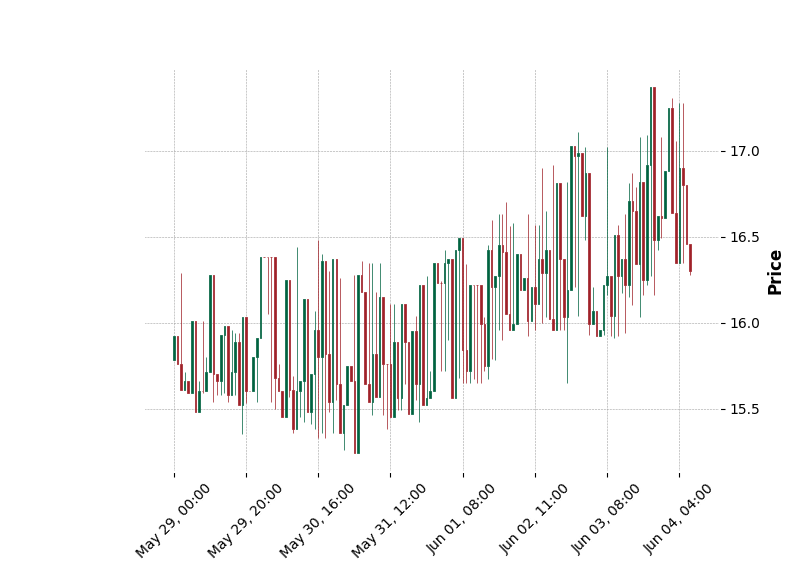 17.0
16.5
16.0
15.5
Price
May 29, 00:00
May 29, 20:00
May 30, 16:00
May 31, 12:00
Jun 01, 08:00
Jun 02, 11:00
Jun 03, 08:00
Jun 04, 04:00